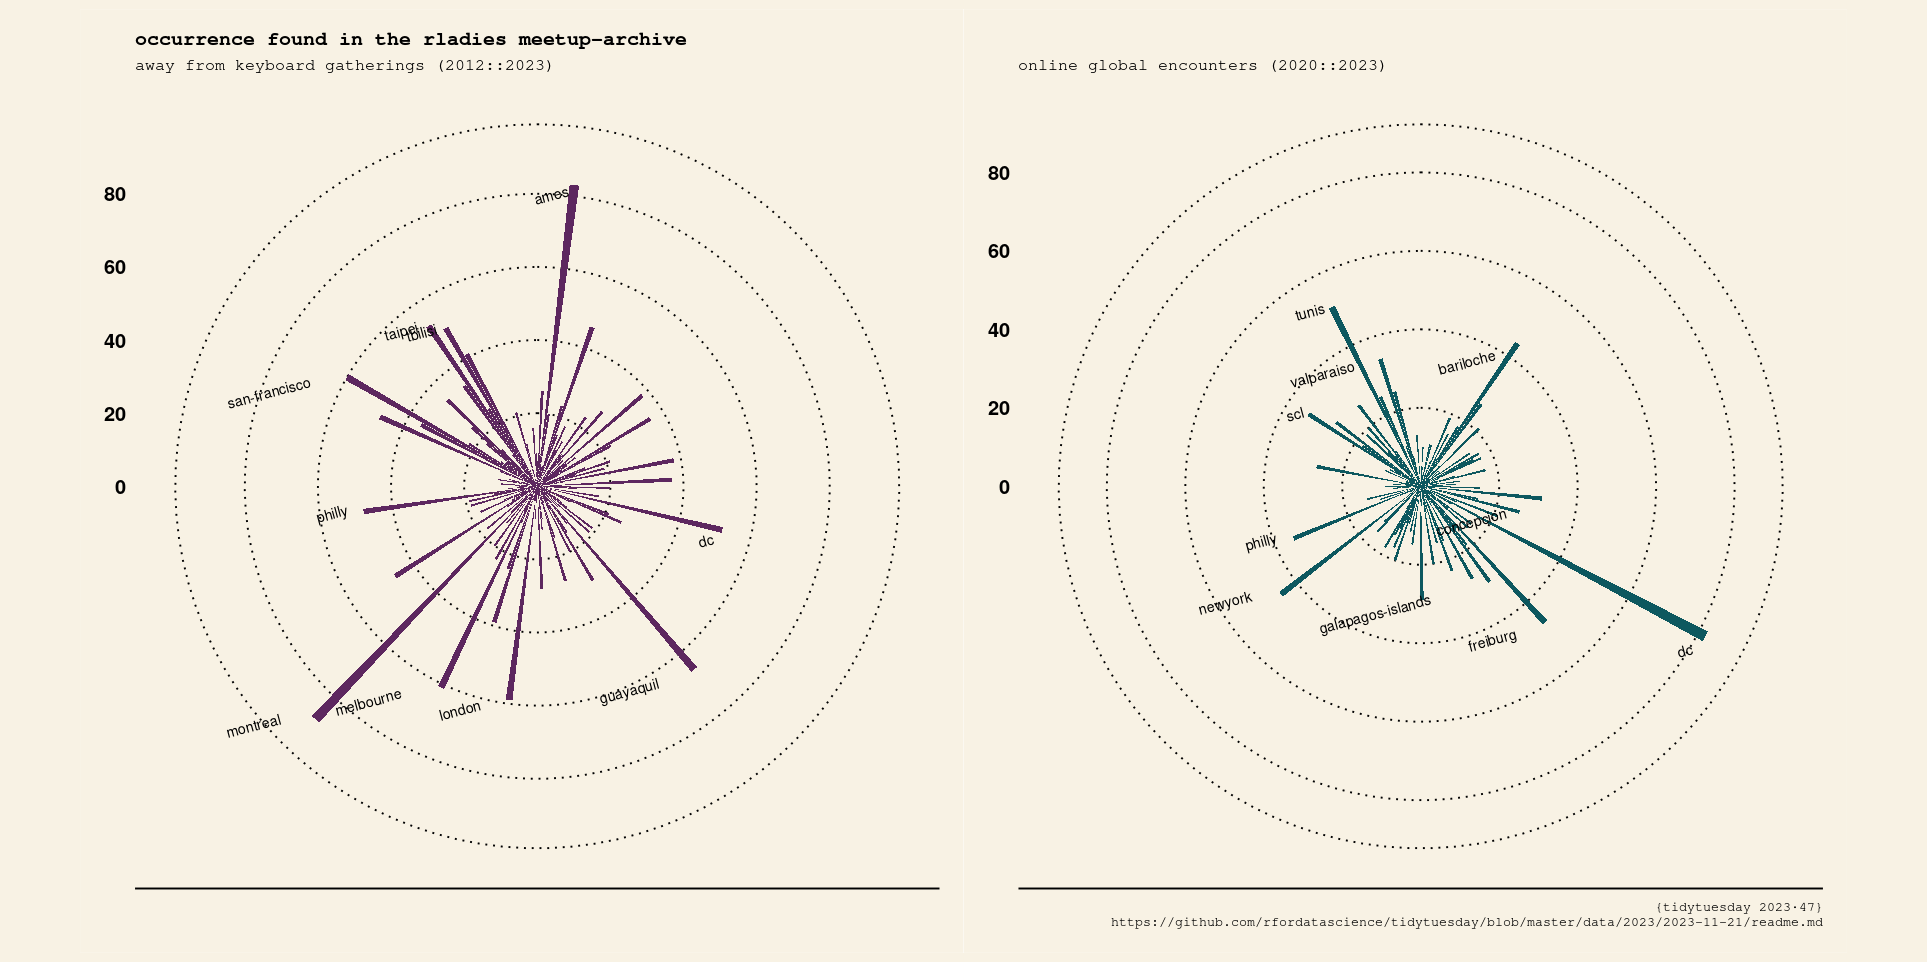 occurrence found in the rladies meetup-archive
away from keyboard gatherings (2012::2023)
80
60
40
20
0
ames
taipei
tbilisi
san-francisco
philly
dc
guayaquil
london
melbourne
montreal
online global encounters (2020::2023)
80
60
40
20
0
tunis
bariloche
valparaiso
scl
concepción
philly
newyork
galapagos-islands
freiburg
dc
{tidytuesday 2023·47}
https://github.com/rfordatascience/tidytuesday/blob/master/data/2023/2023-11-21/readme.md